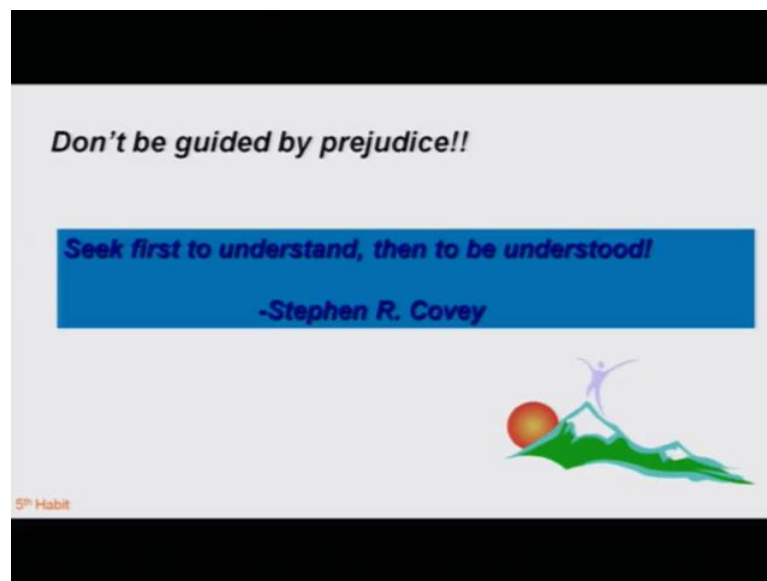 Don't be guided by prejudice!!
Seek first to understand, then to be understood!
-Stephen R. Covey
5th Habit